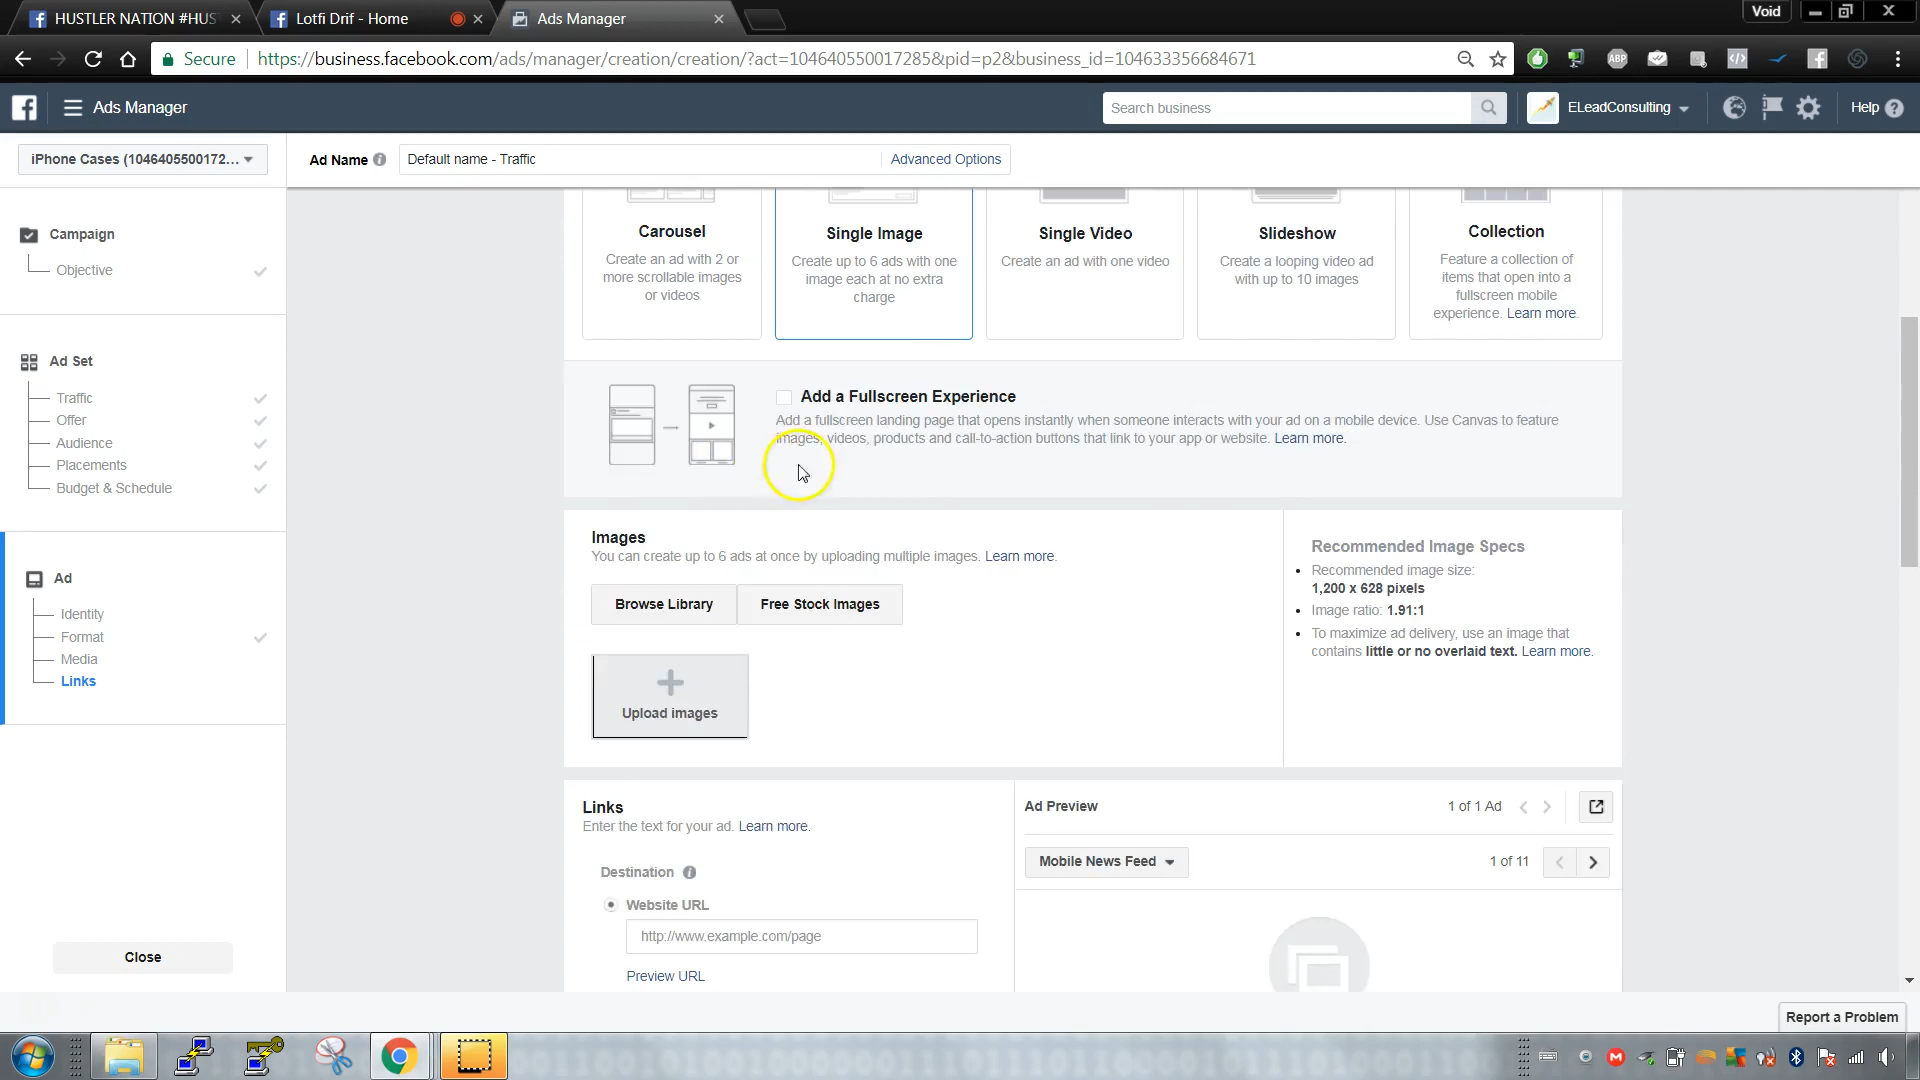 HUSTLER NATION #HUS
Lotfi Drif - Home
Ads Manager
Void
Secure
https://business.facebook.com/ads/manager/creation/creation/?act=104640550017285&pid=p2&business_id=104633356684671
ABP
Ads Manager
Search business
ELeadConsulting
Help
iPhone Cases (1046405500172...
Ad Name
Default name - Traffic
Advanced Options
Campaign
Objective
Ad Set
Traffic
Offer
Audience
Placements
Budget & Schedule
Ad
Identity
Format
Media
Links
Close
Carousel
Create an ad with 2 or
more scrollable images
or videos
Single Image
Create up to 6 ads with one
image each at no extra
charge
Single Video
Create an ad with one video
Slideshow
Create a looping video ad
with up to 10 images
Collection
Feature a collection of
items that open into a
fullscreen mobile
experience. Learn more.
Add a Fullscreen Experience
Add a fullscreen landing page that opens instantly when someone interacts with your ad on a mobile device. Use Canvas to feature
images, videos, products and call-to-action buttons that link to your app or website. Learn more.
Images
You can create up to 6 ads at once by uploading multiple images. Learn more.
Browse Library
Free Stock Images
Upload images
Recommended Image Specs
Recommended image size:
1,200 x 628 pixels
Image ratio: 1.91:1
To maximize ad delivery, use an image that
contains little or no overlaid text. Learn more.
Links
Enter the text for your ad. Learn more.
Destination
Website URL
http://www.example.com/page
Preview URL
Ad Preview
1 of 1 Ad
Mobile News Feed
1 of 11
Report a Problem